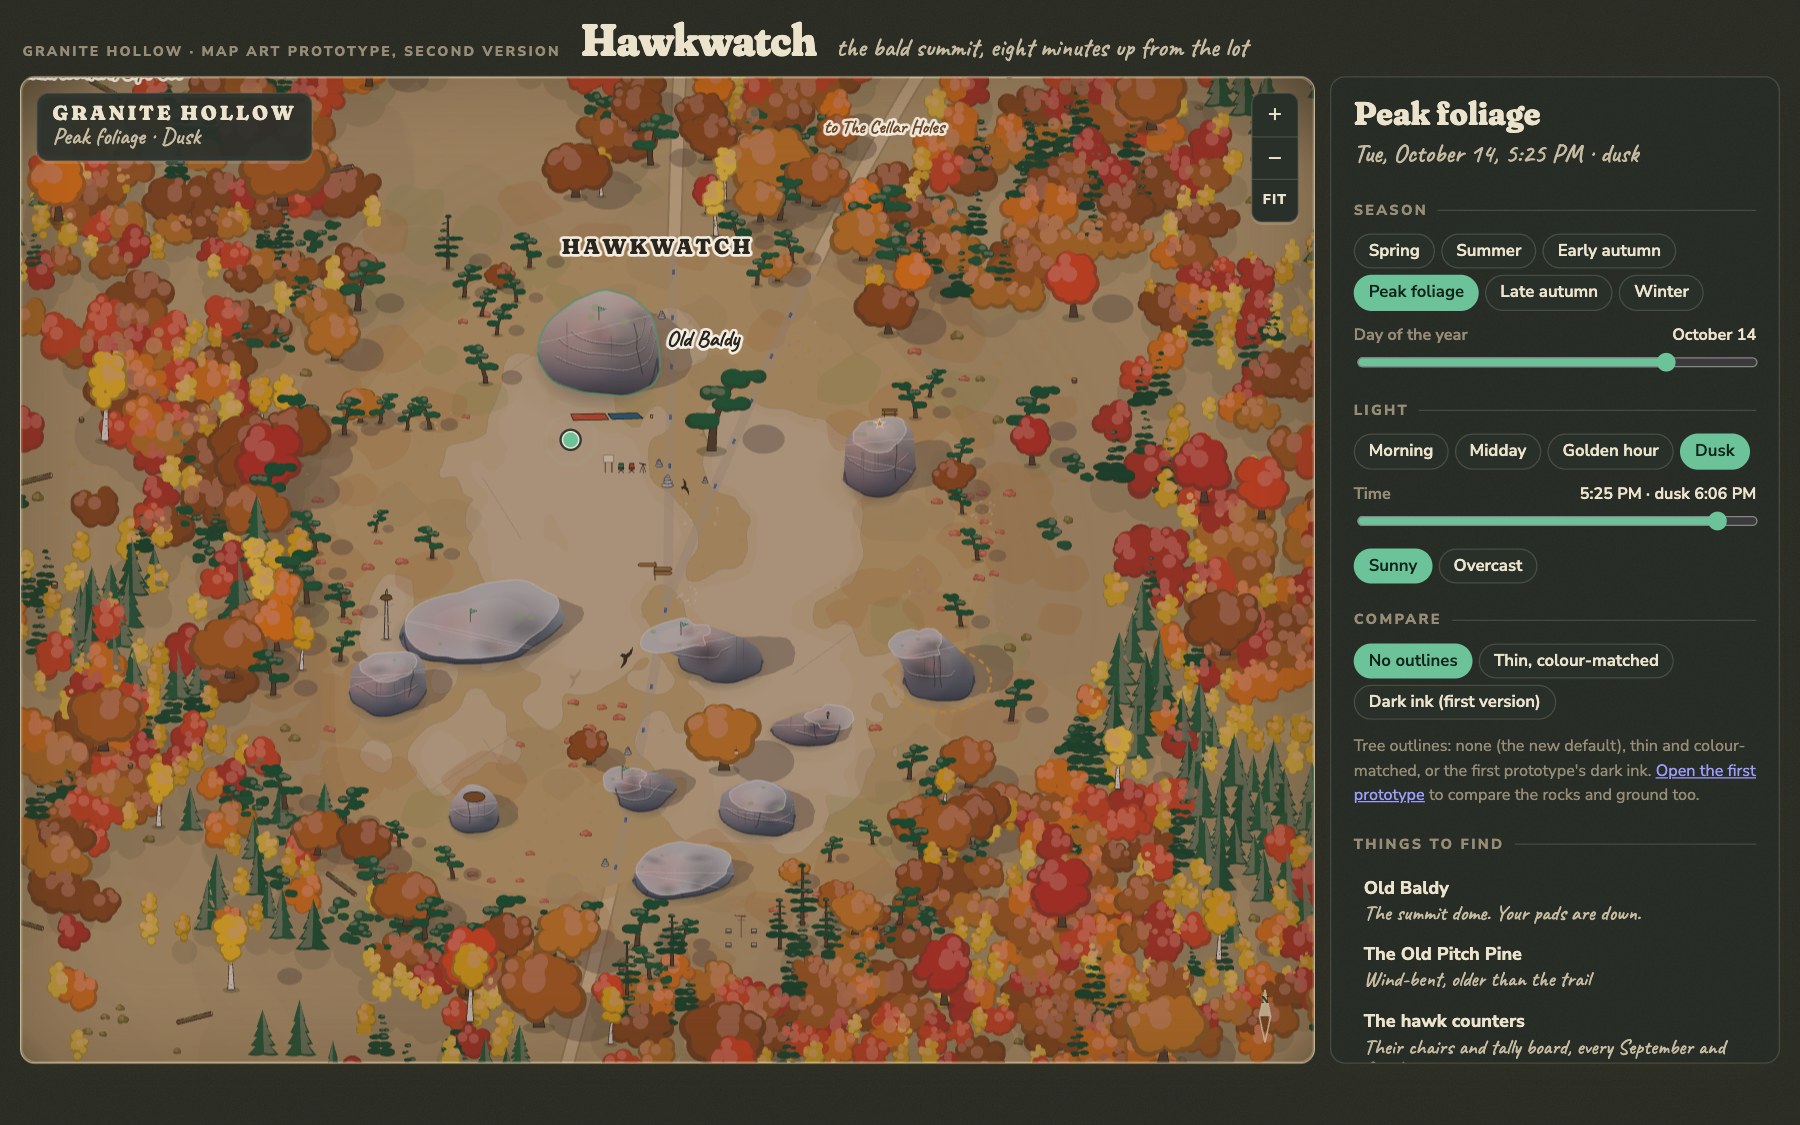 GRANITE HOLLOW · MAP ART PROTOTYPE, SECOND VERSION
Hawkwatch
the bald summit, eight minutes up from the lot
GRANITE HOLLOW
Peak foliage · Dusk
to The Cellar Holes
+
−
FIT
HAWKWATCH
Old Baldy
N
Peak foliage
Tue, October 14, 5:25 PM · dusk
SEASON
Spring
Summer
Early autumn
Peak foliage
Late autumn
Winter
Day of the year
October 14
LIGHT
Morning
Midday
Golden hour
Dusk
Time
5:25 PM · dusk 6:06 PM
Sunny
Overcast
COMPARE
No outlines
Thin, colour-matched
Dark ink (first version)
Tree outlines: none (the new default), thin and colour-
matched, or the first prototype's dark ink. Open the first
prototype to compare the rocks and ground too.
THINGS TO FIND
Old Baldy
The summit dome. Your pads are down.
The Old Pitch Pine
Wind-bent, older than the trail
The hawk counters
Their chairs and tally board, every September and